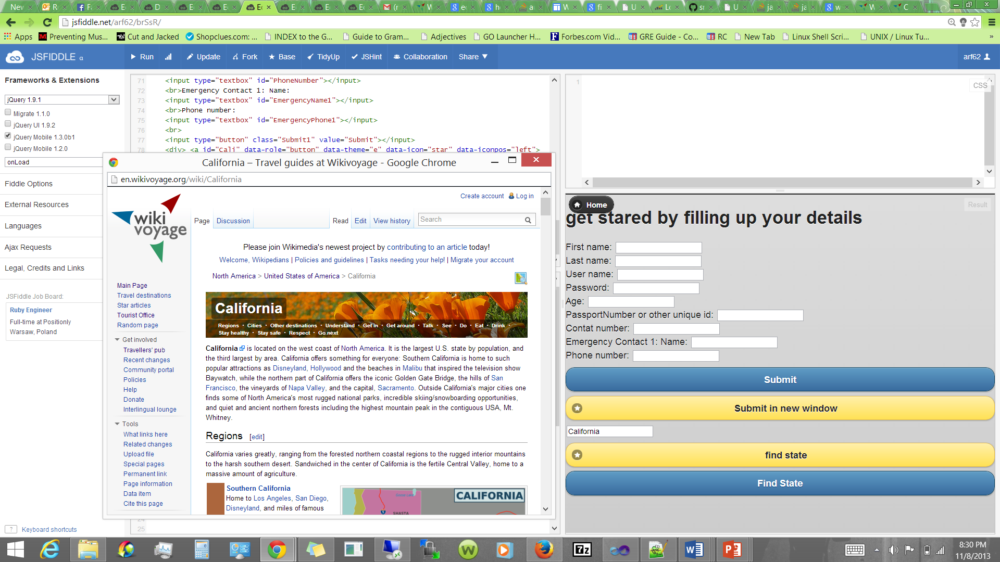 New
Ro
Fa
Ec
D
Ec
Ec
Ec
Ec
Ec
Ec
jsfiddle.net/arf62/brSsR/
Apps
Preventing Mus...
Cut and Jacked
Shopclues.com: ...
INDEX to the G...
Guide to Gram...
Adjectives
GO Launcher H...
Forbes.com Vid...
GRE Guide - Co...
RC
New Tab
Linux Shell Scri...
UNIX / Linux Tu...
»
JSFIDDLE α
Run
Update
Fork
Base
TidyUp
JSHint
Collaboration
Share
arf62
Frameworks & Extensions
jQuery 1.9.1
Migrate 1.1.0
jQuery UI 1.9.2
jQuery Mobile 1.3.0b1
jQuery Mobile 1.2.0
onLoad
Fiddle Options
External Resources
Languages
Ajax Requests
Legal, Credits and Links
JSFiddle Job Board:
Ruby Engineer
Full-time at Positionly
Warsaw, Poland
? Keyboard shortcuts
71 <input type="textbox" id="PhoneNumber"></input>
72 <br>Emergency Contact 1: Name:
73 <input type="textbox" id="EmergencyName1"></input>
74 <br>Phone number:
75 <input type="textbox" id="EmergencyPhone1"></input>
76 <br>
77 <input type="button" class="Submit1" value="Submit"></input>
78 <div> <a id="Cali" data-role="button" data-theme="e" data-icon="star" data-iconpos="left">
24
25
1
CSS
California – Travel guides at Wikivoyage - Google Chrome
en.wikivoyage.org/wiki/California
wiki
voyage
Create account
Log in
Page
Discussion
Read
Edit
View history
Search
Please join Wikimedia's newest project by contributing to an article today!
Welcome, Wikipedians | Policies and guidelines | Tasks needing your help! | Migrate your account
North America > United States of America > California
Main Page
Travel destinations
Star articles
Tourist Office
Random page
Get involved
Travellers' pub
Recent changes
Community portal
Policies
Help
Donate
Interlingual lounge
Tools
What links here
Related changes
Upload file
Special pages
Permanent link
Page information
Data item
Cite this page
California
Regions · Cities · Other destinations · Understand · Get in · Get around · Talk · See · Do · Eat · Drink ·
Stay healthy · Stay safe · Respect · Go next
California is located on the west coast of North America. It is the largest U.S. state by population, and
the third largest by area. California offers something for everyone: Southern California is home to such
popular attractions as Disneyland, Hollywood and the beaches in Malibu that inspired the television show
Baywatch, while the northern part of California offers the iconic Golden Gate Bridge, the hills of San
Francisco, the vineyards of Napa Valley, and the capital, Sacramento. Outside California's major cities one
finds some of North America's most rugged national parks, incredible skiing/snowboarding opportunities,
and quiet and ancient northern forests including the highest mountain peak in the contiguous USA, Mt.
Whitney.
Regions [edit]
California varies greatly, ranging from the forested northern coastal regions to the rugged interior mountains
to the harsh southern desert. Sandwiched in the center of California is the fertile Central Valley, home to a
massive amount of agriculture.
Southern California
Home to Los Angeles, San Diego,
Disneyland, and miles of famous
CALIFORNIA
Goose Lake
5
SHASTA
Home
Result
get stared by filling up your details
First name:
Last name:
User name:
Password:
Age:
PassportNumber or other unique id:
Contat number:
Emergency Contact 1: Name:
Phone number:
Submit
Submit in new window
California
find state
Find State
7z
8:30 PM
11/8/2013